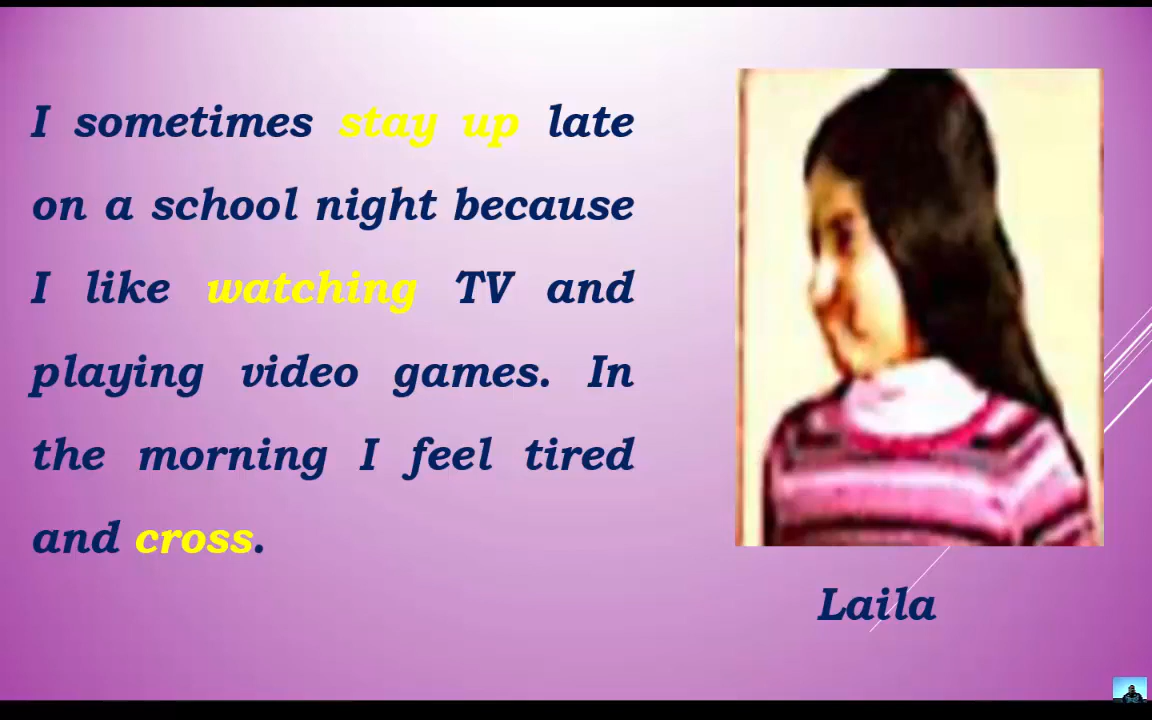 I sometimes stay up late
on a school night because
I like watching TV and
playing video games. In
the morning I feel tired
and cross.
Laila